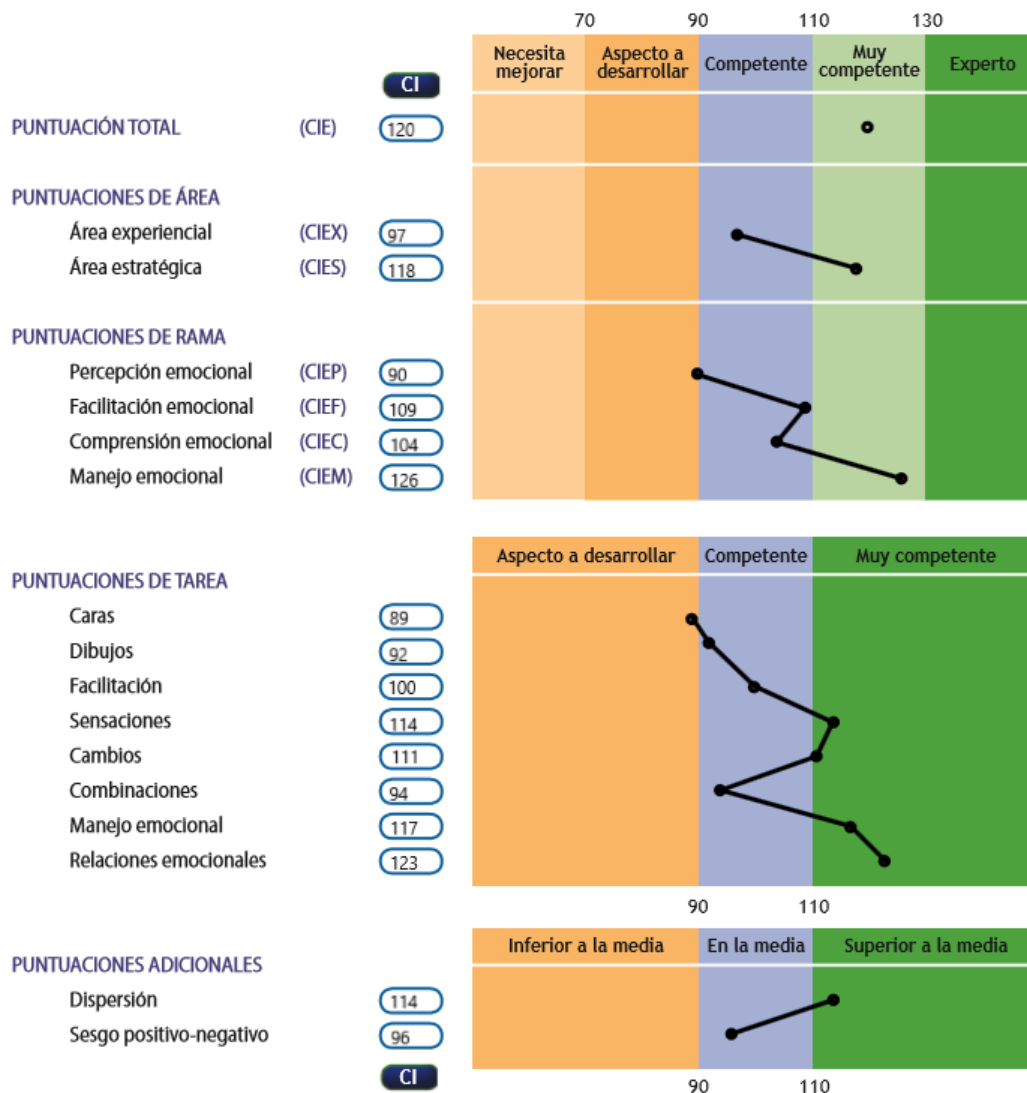 70 90 110 130
Necesita mejorar Aspecto a desarrollar Competente Muy competente Experto
CI
PUNTUACIÓN TOTAL (CIE) 120
PUNTUACIONES DE ÁREA
Área experiencial (CIEX) 97
Área estratégica (CIES) 118
PUNTUACIONES DE RAMA
Percepción emocional (CIEP) 90
Facilitación emocional (CIEF) 109
Comprensión emocional (CIEC) 104
Manejo emocional (CIEM) 126
Aspecto a desarrollar Competente Muy competente
PUNTUACIONES DE TAREA
Caras 89
Dibujos 92
Facilitación 100
Sensaciones 114
Cambios 111
Combinaciones 94
Manejo emocional 117
Relaciones emocionales 123
90 110
Inferior a la media En la media Superior a la media
PUNTUACIONES ADICIONALES
Dispersión 114
Sesgo positivo-negativo 96
CI
90 110